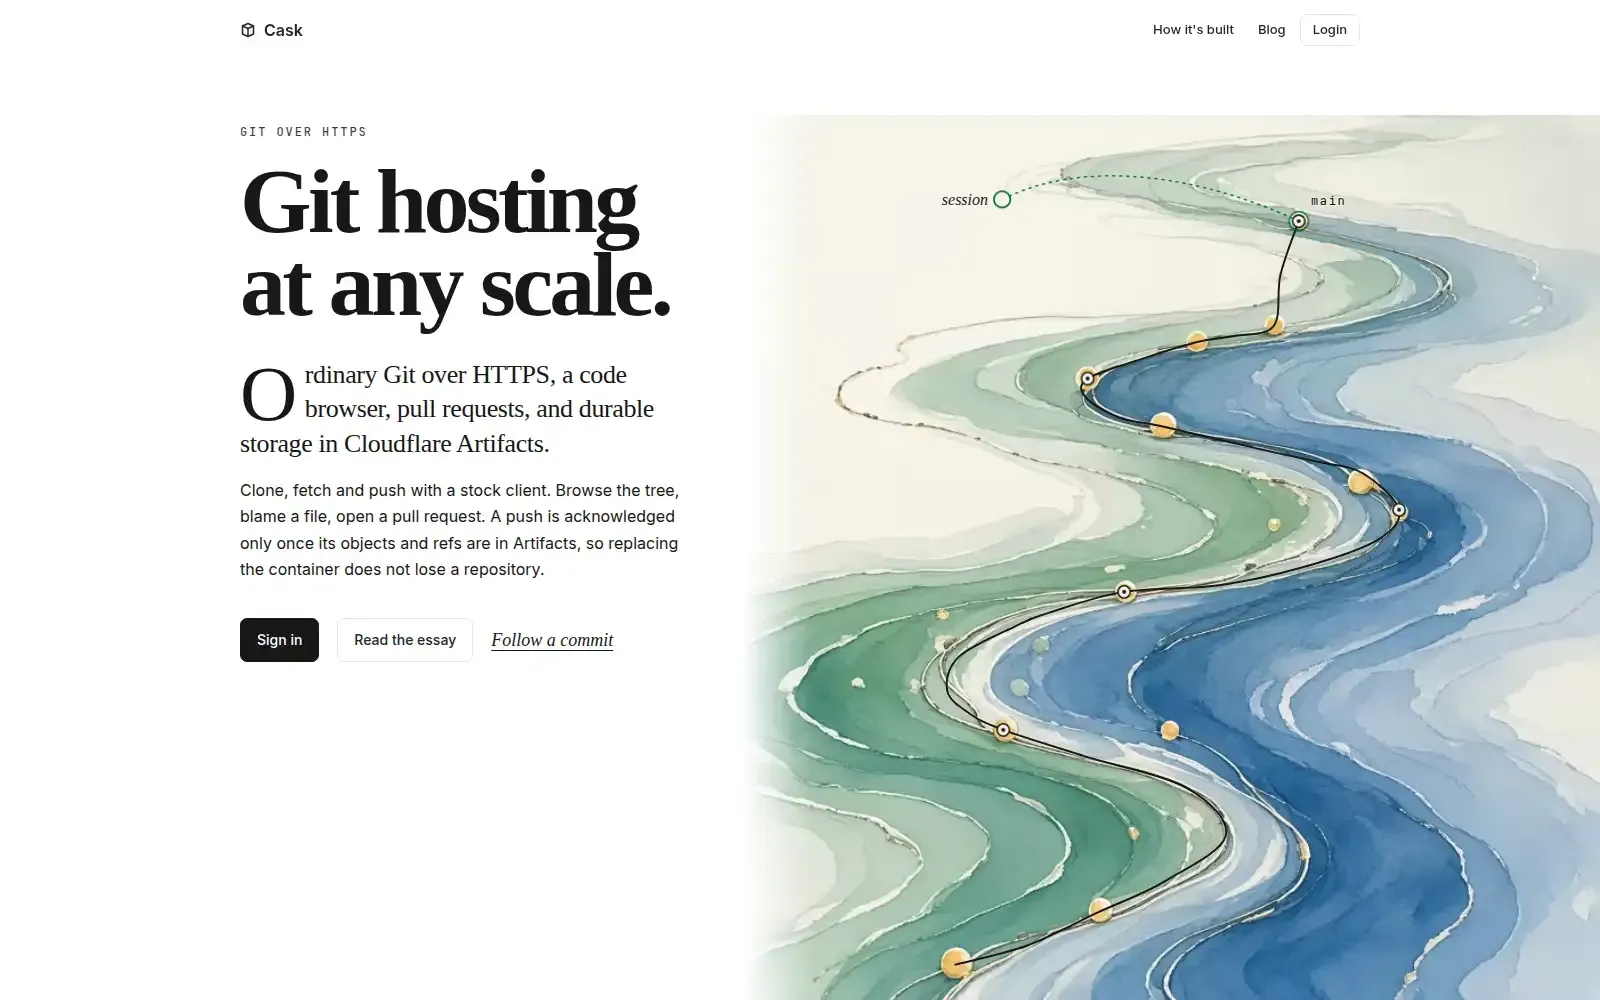 Cask
How it's built
Blog
Login
GIT OVER HTTPS
Git hosting
at any scale.
Ordinary Git over HTTPS, a code
browser, pull requests, and durable
storage in Cloudflare Artifacts.
Clone, fetch and push with a stock client. Browse the tree,
blame a file, open a pull request. A push is acknowledged
only once its objects and refs are in Artifacts, so replacing
the container does not lose a repository.
Sign in
Read the essay
Follow a commit
session
main